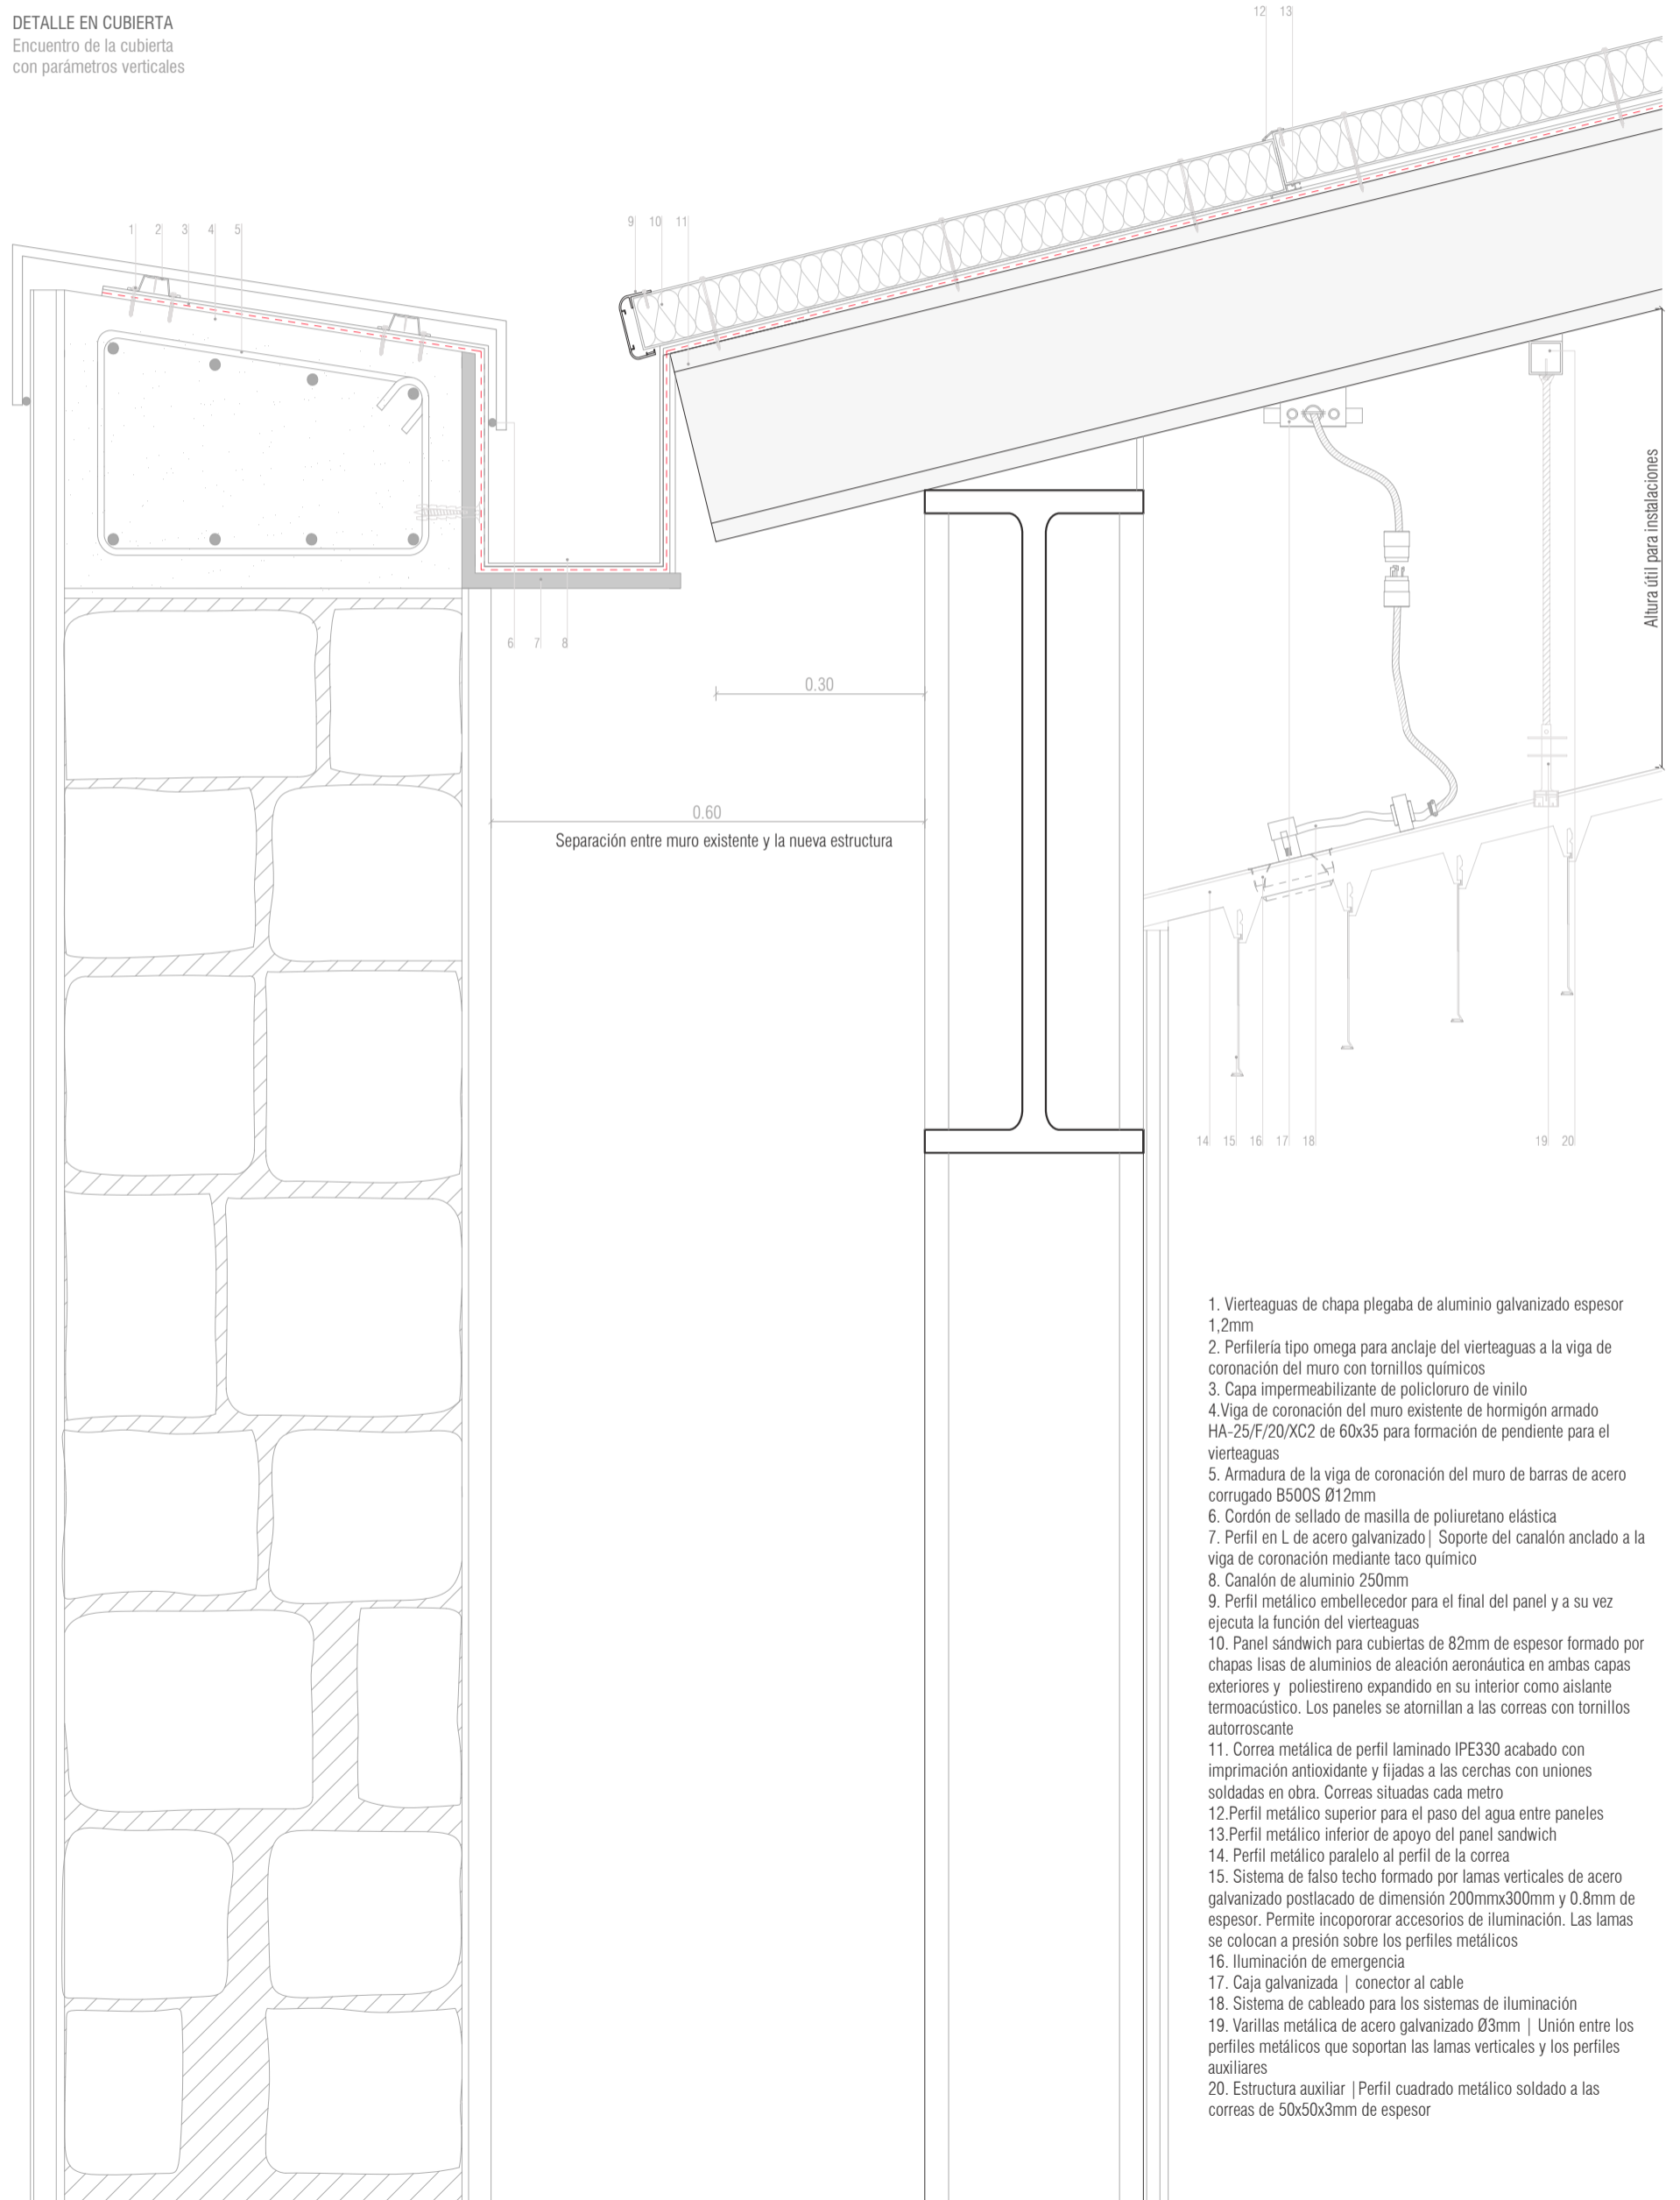 DETALLE EN CUBIERTA
Encuentro de la cubierta
con parámetros verticales
12 13
1 2 3 4 5
9 10 11
Altura útil para instalaciones
6 7 8
0.30
0.60
Separación entre muro existente y la nueva estructura
14 15 16 17 18 19 20
1. Vierteaguas de chapa plegaba de aluminio galvanizado espesor
1,2mm
2. Perfilería tipo omega para anclaje del vierteaguas a la viga de
coronación del muro con tornillos químicos
3. Capa impermeabilizante de policloruro de vinilo
4.Viga de coronación del muro existente de hormigón armado
HA-25/F/20/XC2 de 60x35 para formación de pendiente para el
vierteaguas
5. Armadura de la viga de coronación del muro de barras de acero
corrugado B50OS Ø12mm
6. Cordón de sellado de masilla de poliuretano elástica
7. Perfil en L de acero galvanizado| Soporte del canalón anclado a la
viga de coronación mediante taco químico
8. Canalón de aluminio 250mm
9. Perfil metálico embellecedor para el final del panel y a su vez
ejecuta la función del vierteaguas
10. Panel sándwich para cubiertas de 82mm de espesor formado por
chapas lisas de aluminios de aleación aeronáutica en ambas capas
exteriores y poliestireno expandido en su interior como aislante
termoacústico. Los paneles se atornillan a las correas con tornillos
autorroscante
11. Correa metálica de perfil laminado IPE330 acabado con
imprimación antioxidante y fijadas a las cerchas con uniones
soldadas en obra. Correas situadas cada metro
12.Perfil metálico superior para el paso del agua entre paneles
13.Perfil metálico inferior de apoyo del panel sandwich
14. Perfil metálico paralelo al perfil de la correa
15. Sistema de falso techo formado por lamas verticales de acero
galvanizado postlacado de dimensión 200mmx300mm y 0.8mm de
espesor. Permite incopororar accesorios de iluminación. Las lamas
se colocan a presión sobre los perfiles metálicos
16. Iluminación de emergencia
17. Caja galvanizada | conector al cable
18. Sistema de cableado para los sistemas de iluminación
19. Varillas metálica de acero galvanizado Ø3mm | Unión entre los
perfiles metálicos que soportan las lamas verticales y los perfiles
auxiliares
20. Estructura auxiliar |Perfil cuadrado metálico soldado a las
correas de 50x50x3mm de espesor